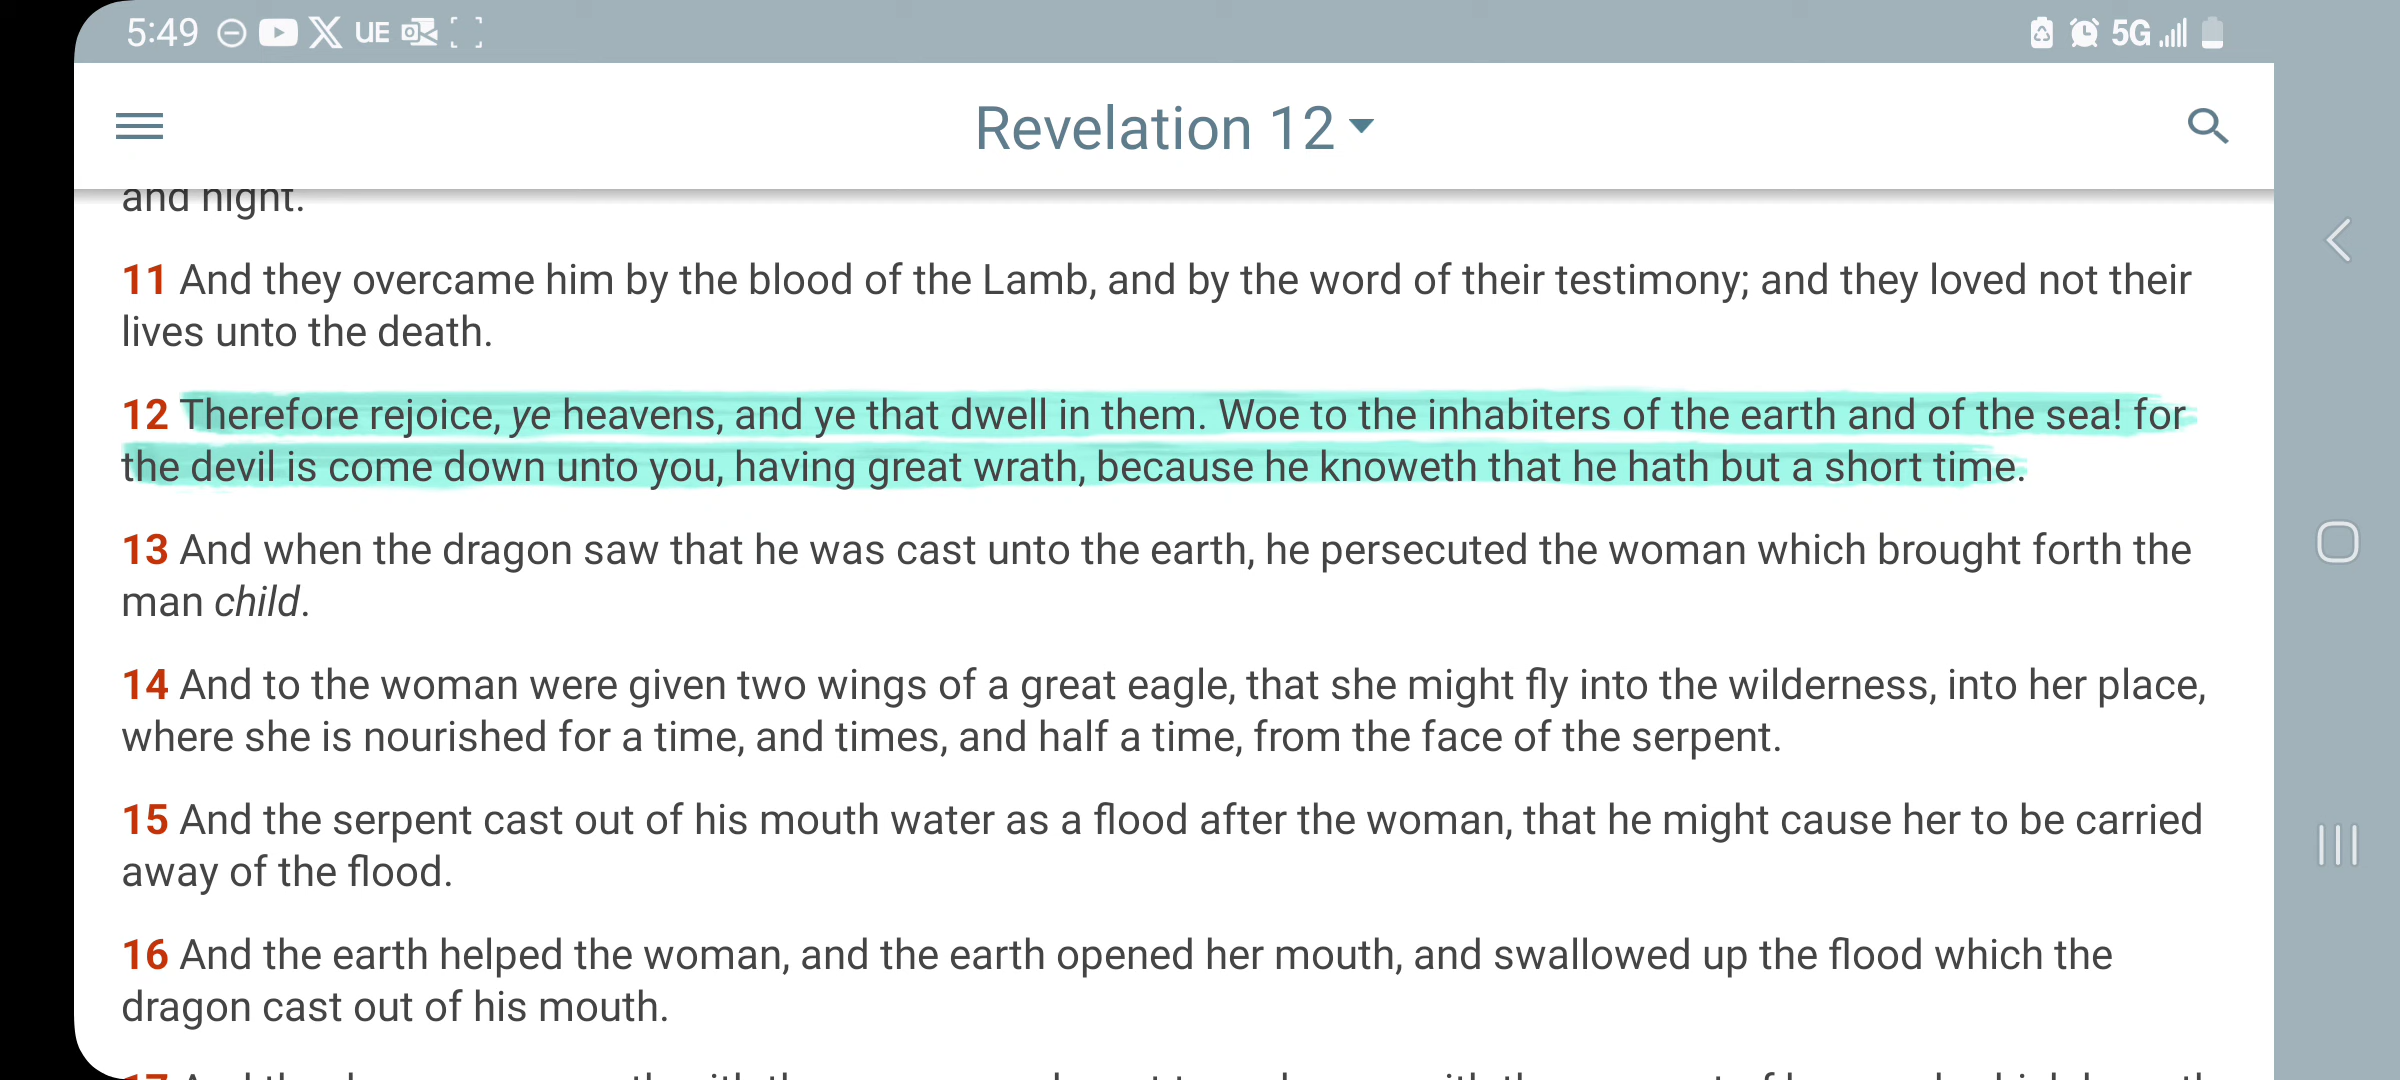 5:49 UE 5G
Revelation 12
and night.
11 And they overcame him by the blood of the Lamb, and by the word of their testimony; and they loved not their
lives unto the death.
12 Therefore rejoice, ye heavens, and ye that dwell in them. Woe to the inhabiters of the earth and of the sea! for
the devil is come down unto you, having great wrath, because he knoweth that he hath but a short time.
13 And when the dragon saw that he was cast unto the earth, he persecuted the woman which brought forth the
man child.
14 And to the woman were given two wings of a great eagle, that she might fly into the wilderness, into her place,
where she is nourished for a time, and times, and half a time, from the face of the serpent.
15 And the serpent cast out of his mouth water as a flood after the woman, that he might cause her to be carried
away of the flood.
16 And the earth helped the woman, and the earth opened her mouth, and swallowed up the flood which the
dragon cast out of his mouth.
17 And